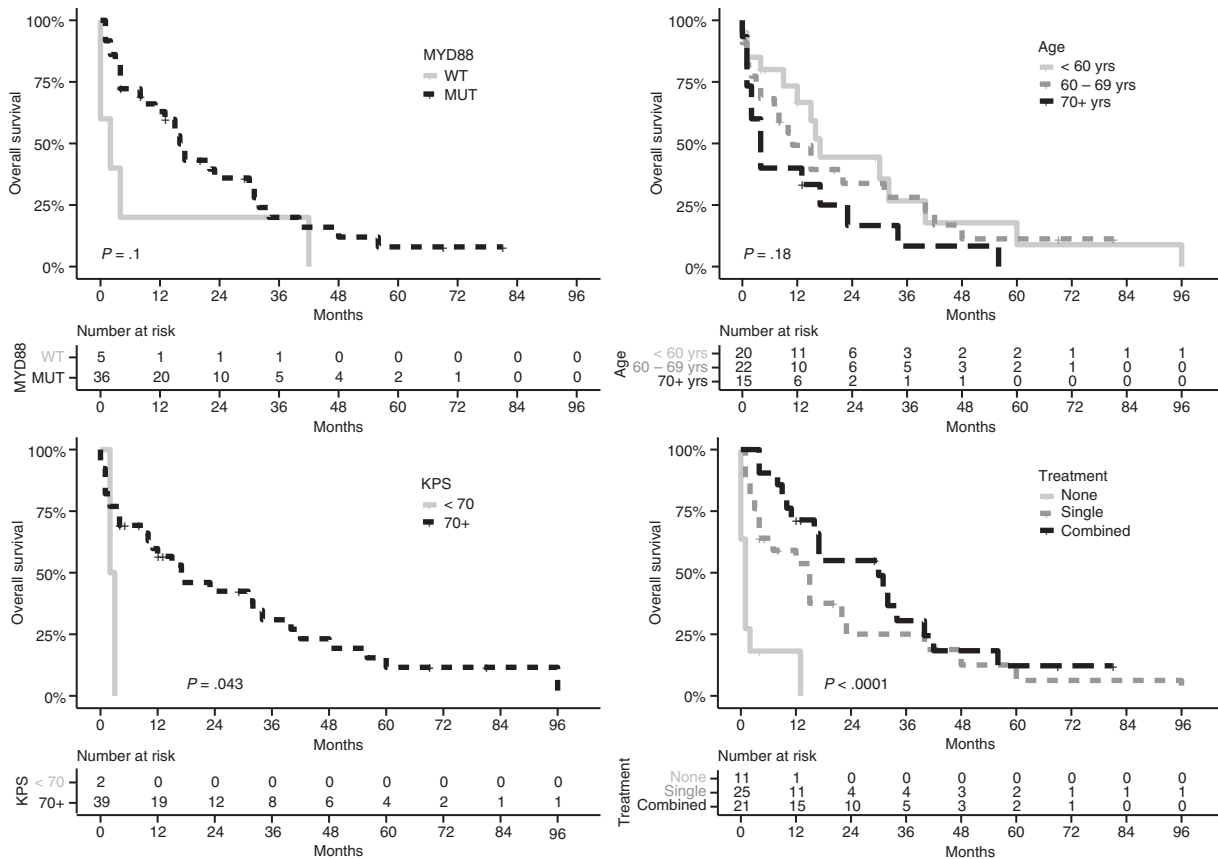 100%
75%
50%
25%
0%
Overall survival
MYD88
WT
MUT
P = .1
0 12 24 36 48 60 72 84 96
Months
Number at risk
MYD88
WT 5 1 1 1 0 0 0 0 0
MUT 36 20 10 5 4 2 1 0 0
0 12 24 36 48 60 72 84 96
Months
100%
75%
50%
25%
0%
Overall survival
Age
< 60 yrs
60 – 69 yrs
70+ yrs
P = .18
0 12 24 36 48 60 72 84 96
Months
Number at risk
Age
< 60 yrs 20 11 6 3 2 2 1 1 1
60 – 69 yrs 22 10 6 5 3 2 1 0 0
70+ yrs 15 6 2 1 1 0 0 0 0
0 12 24 36 48 60 72 84 96
Months
100%
75%
50%
25%
0%
Overall survival
KPS
< 70
70+
P = .043
0 12 24 36 48 60 72 84 96
Months
Number at risk
KPS
< 70 2 0 0 0 0 0 0 0 0
70+ 39 19 12 8 6 4 2 1 1
0 12 24 36 48 60 72 84 96
Months
100%
75%
50%
25%
0%
Overall survival
Treatment
None
Single
Combined
P < .0001
0 12 24 36 48 60 72 84 96
Months
Number at risk
Treatment
None 11 1 0 0 0 0 0 0 0
Single 25 11 4 4 3 2 1 1 1
Combined 21 15 10 5 3 2 1 0 0
0 12 24 36 48 60 72 84 96
Months